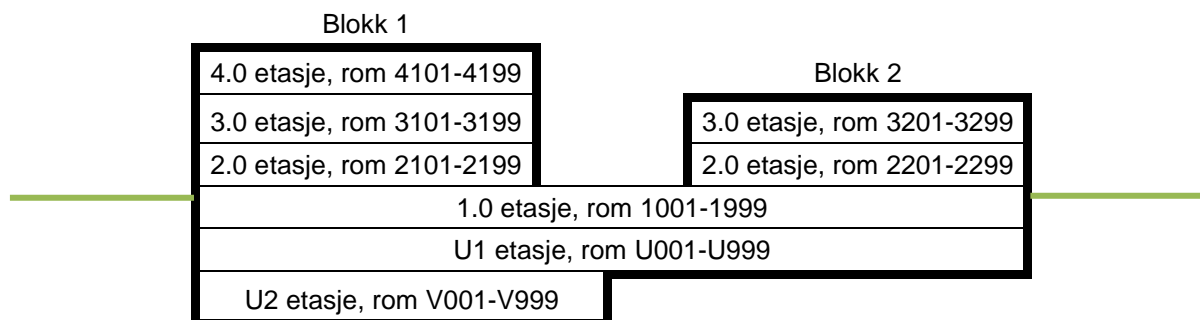 Blokk 1
4.0 etasje, rom 4101-4199
Blokk 2
3.0 etasje, rom 3101-3199
3.0 etasje, rom 3201-3299
2.0 etasje, rom 2101-2199
2.0 etasje, rom 2201-2299
1.0 etasje, rom 1001-1999
U1 etasje, rom U001-U999
U2 etasje, rom V001-V999